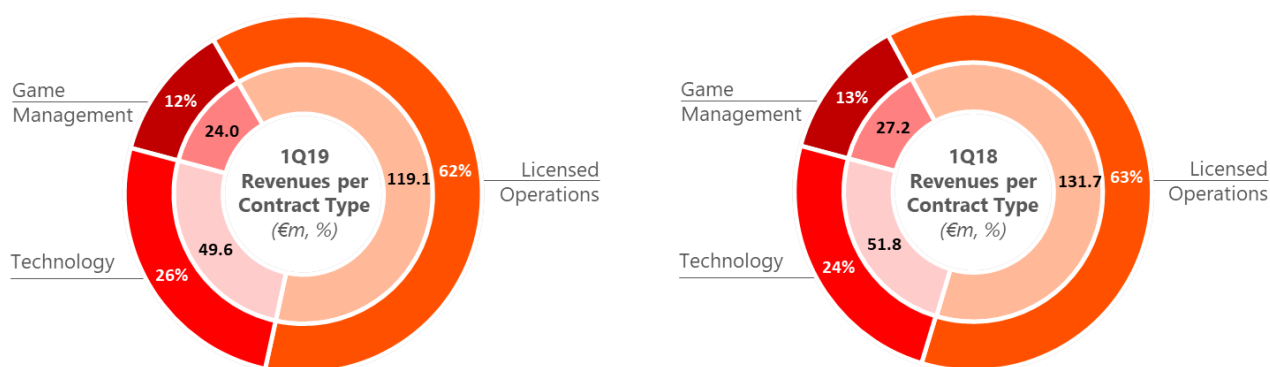 Game
Management
12%
24.0
1Q19
Revenues per
Contract Type
(€m, %)
119.1
62%
Licensed
Operations
49.6
Technology
26%
Game
Management
13%
27.2
1Q18
Revenues per
Contract Type
(€m, %)
131.7
63%
Licensed
Operations
51.8
Technology
24%